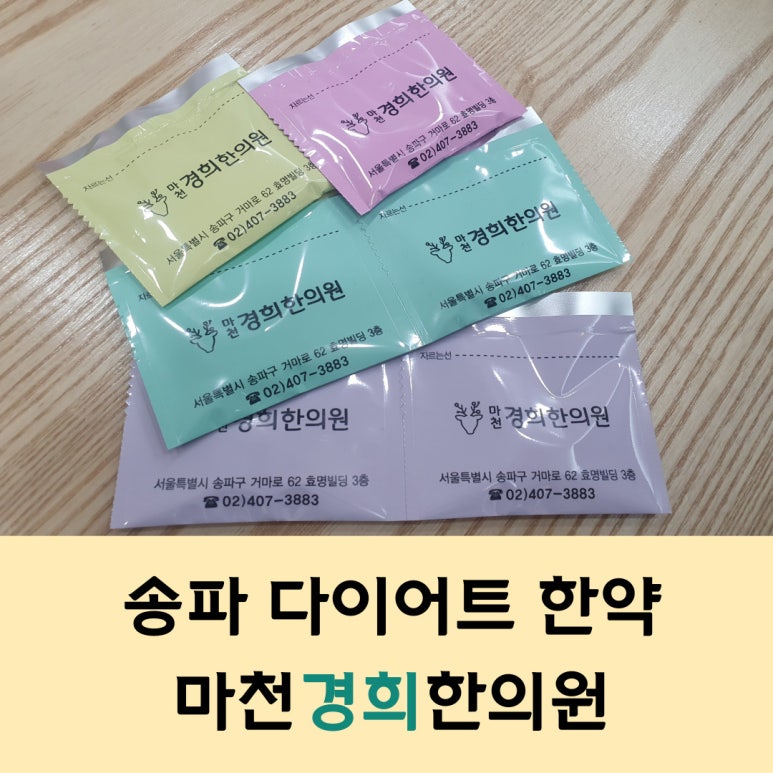 자르는선
마천 경희한의원
서울특별시 송파구 거마로 62 효명빌딩 3층
☎02)407-3883
자르는선
마천 경희한의원
서울특별시 송파구 거마로 62 효명빌딩 3층
☎02)407-3883
자르는선
마천 경희한의원
서울특별시 송파구 거마로 62 효명빌딩 3층
☎02)407-3883
마천 경희한의원
서울특별시 송파구 거마로 62 효명빌딩 3층
☎02)407-3883
경희한의원
서울특별시 송파구 거마로 62 효명빌딩 3층
☎02)407-3883
자르는선
마천 경희한의원
서울특별시 송파구 거마로 62 효명빌딩 3층
☎02)407-3883
송파 다이어트 한약
마천경희한의원